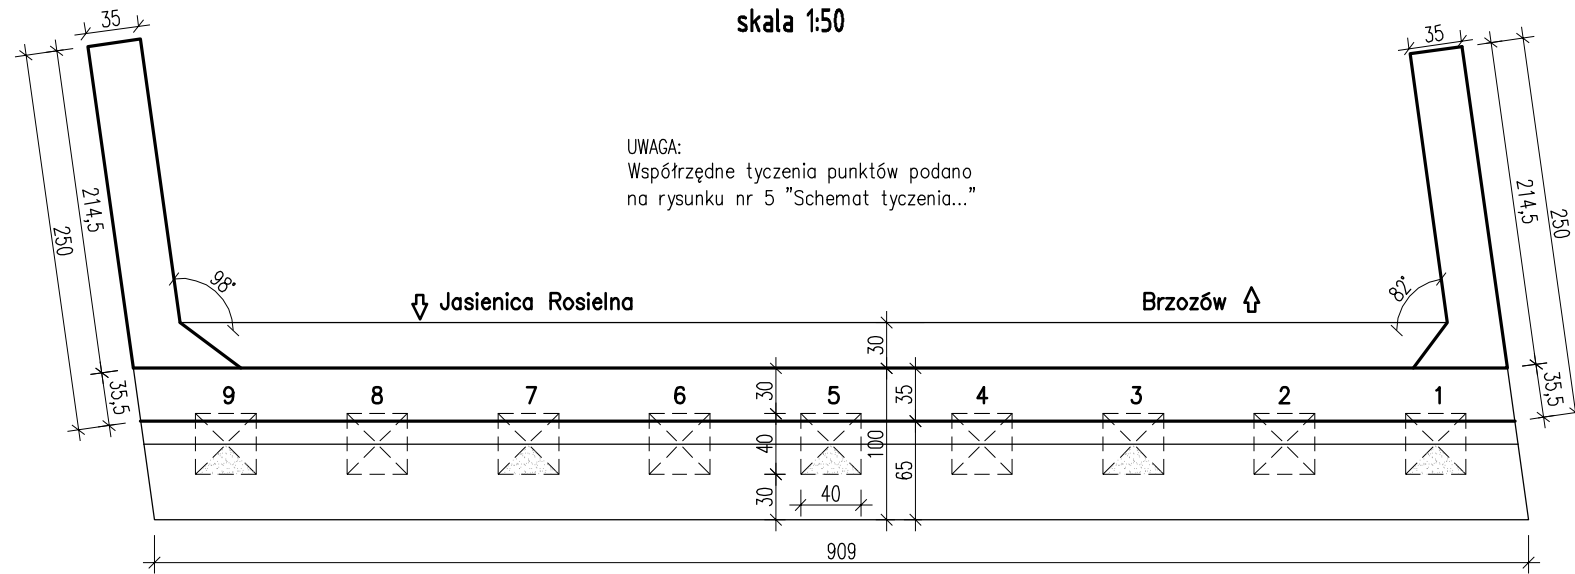 skala 1:50
35
35
UWAGA:
Współrzędne tyczenia punktów podano
na rysunku nr 5 "Schemat tyczenia..."
214,5
250
214,5
250
98°
82°
Jasienica Rosielna
Brzozów
30
35,5
9 8 7 6 30 5 35 4 3 2 1
35,5
40
100
65
30
40
909